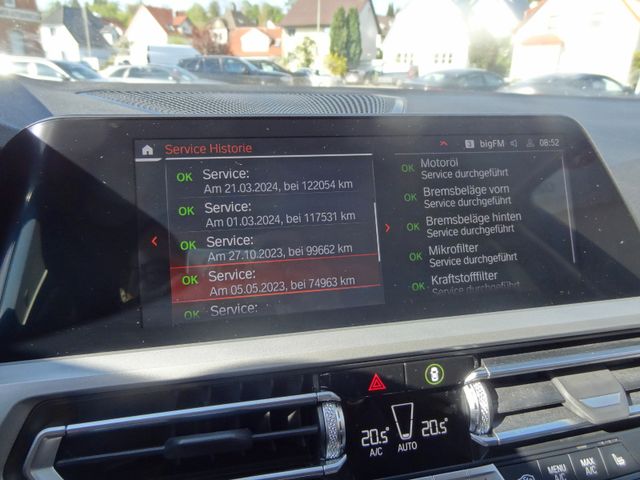 Service Historie
3 bigFM 08:52
OK Service:
Am 21.03.2024, bei 122054 km
OK Service:
Am 01.03.2024, bei 117531 km
OK Service:
Am 27.10.2023, bei 99662 km
OK Service:
Am 05.05.2023, bei 74963 km
OK Service:
OK Motoröl
Service durchgeführt
OK Bremsbeläge vorn
Service durchgeführt
OK Bremsbeläge hinten
Service durchgeführt
OK Mikrofilter
Service durchgeführt
OK Kraftstofffilter
Service durchgeführt
20.5° 20.5°
A/C AUTO
MENU MAX
A/C A/C